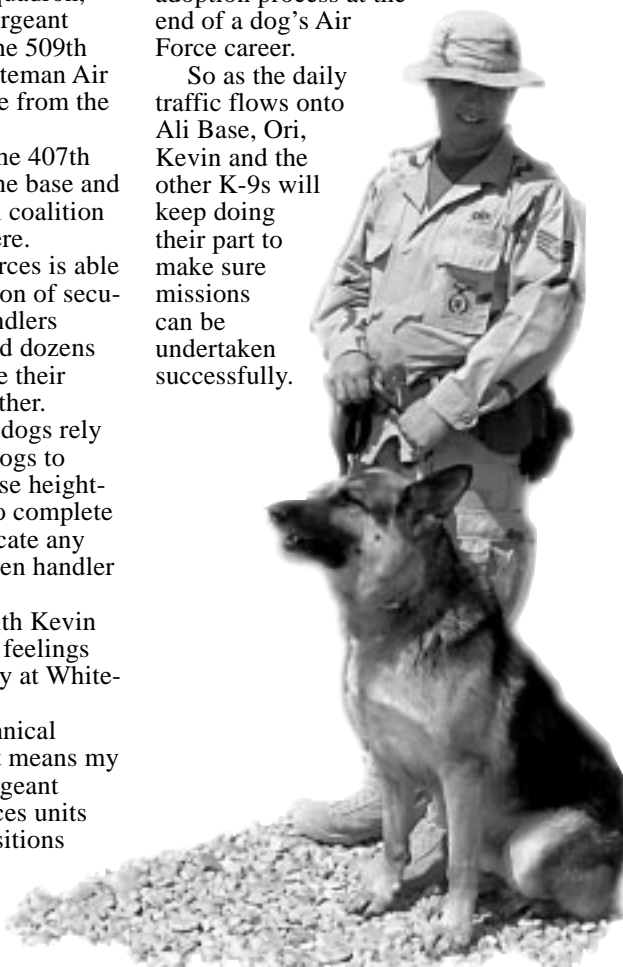 quadron,
rgeant
he 509th
teman Air
e from the
he 407th
he base and
coalition
ere.
rces is able
on of secu-
ndlers
d dozens
e their
ther.
dogs rely
ogs to
se height-
o complete
cate any
en handler
th Kevin
feelings
y at White-
hnical
t means my
rgeant
ces units
sitions
adoption process at the
end of a dog's Air
Force career.
So as the daily
traffic flows onto
Ali Base, Ori,
Kevin and the
other K-9s will
keep doing
their part to
make sure
missions
can be
undertaken
successfully.